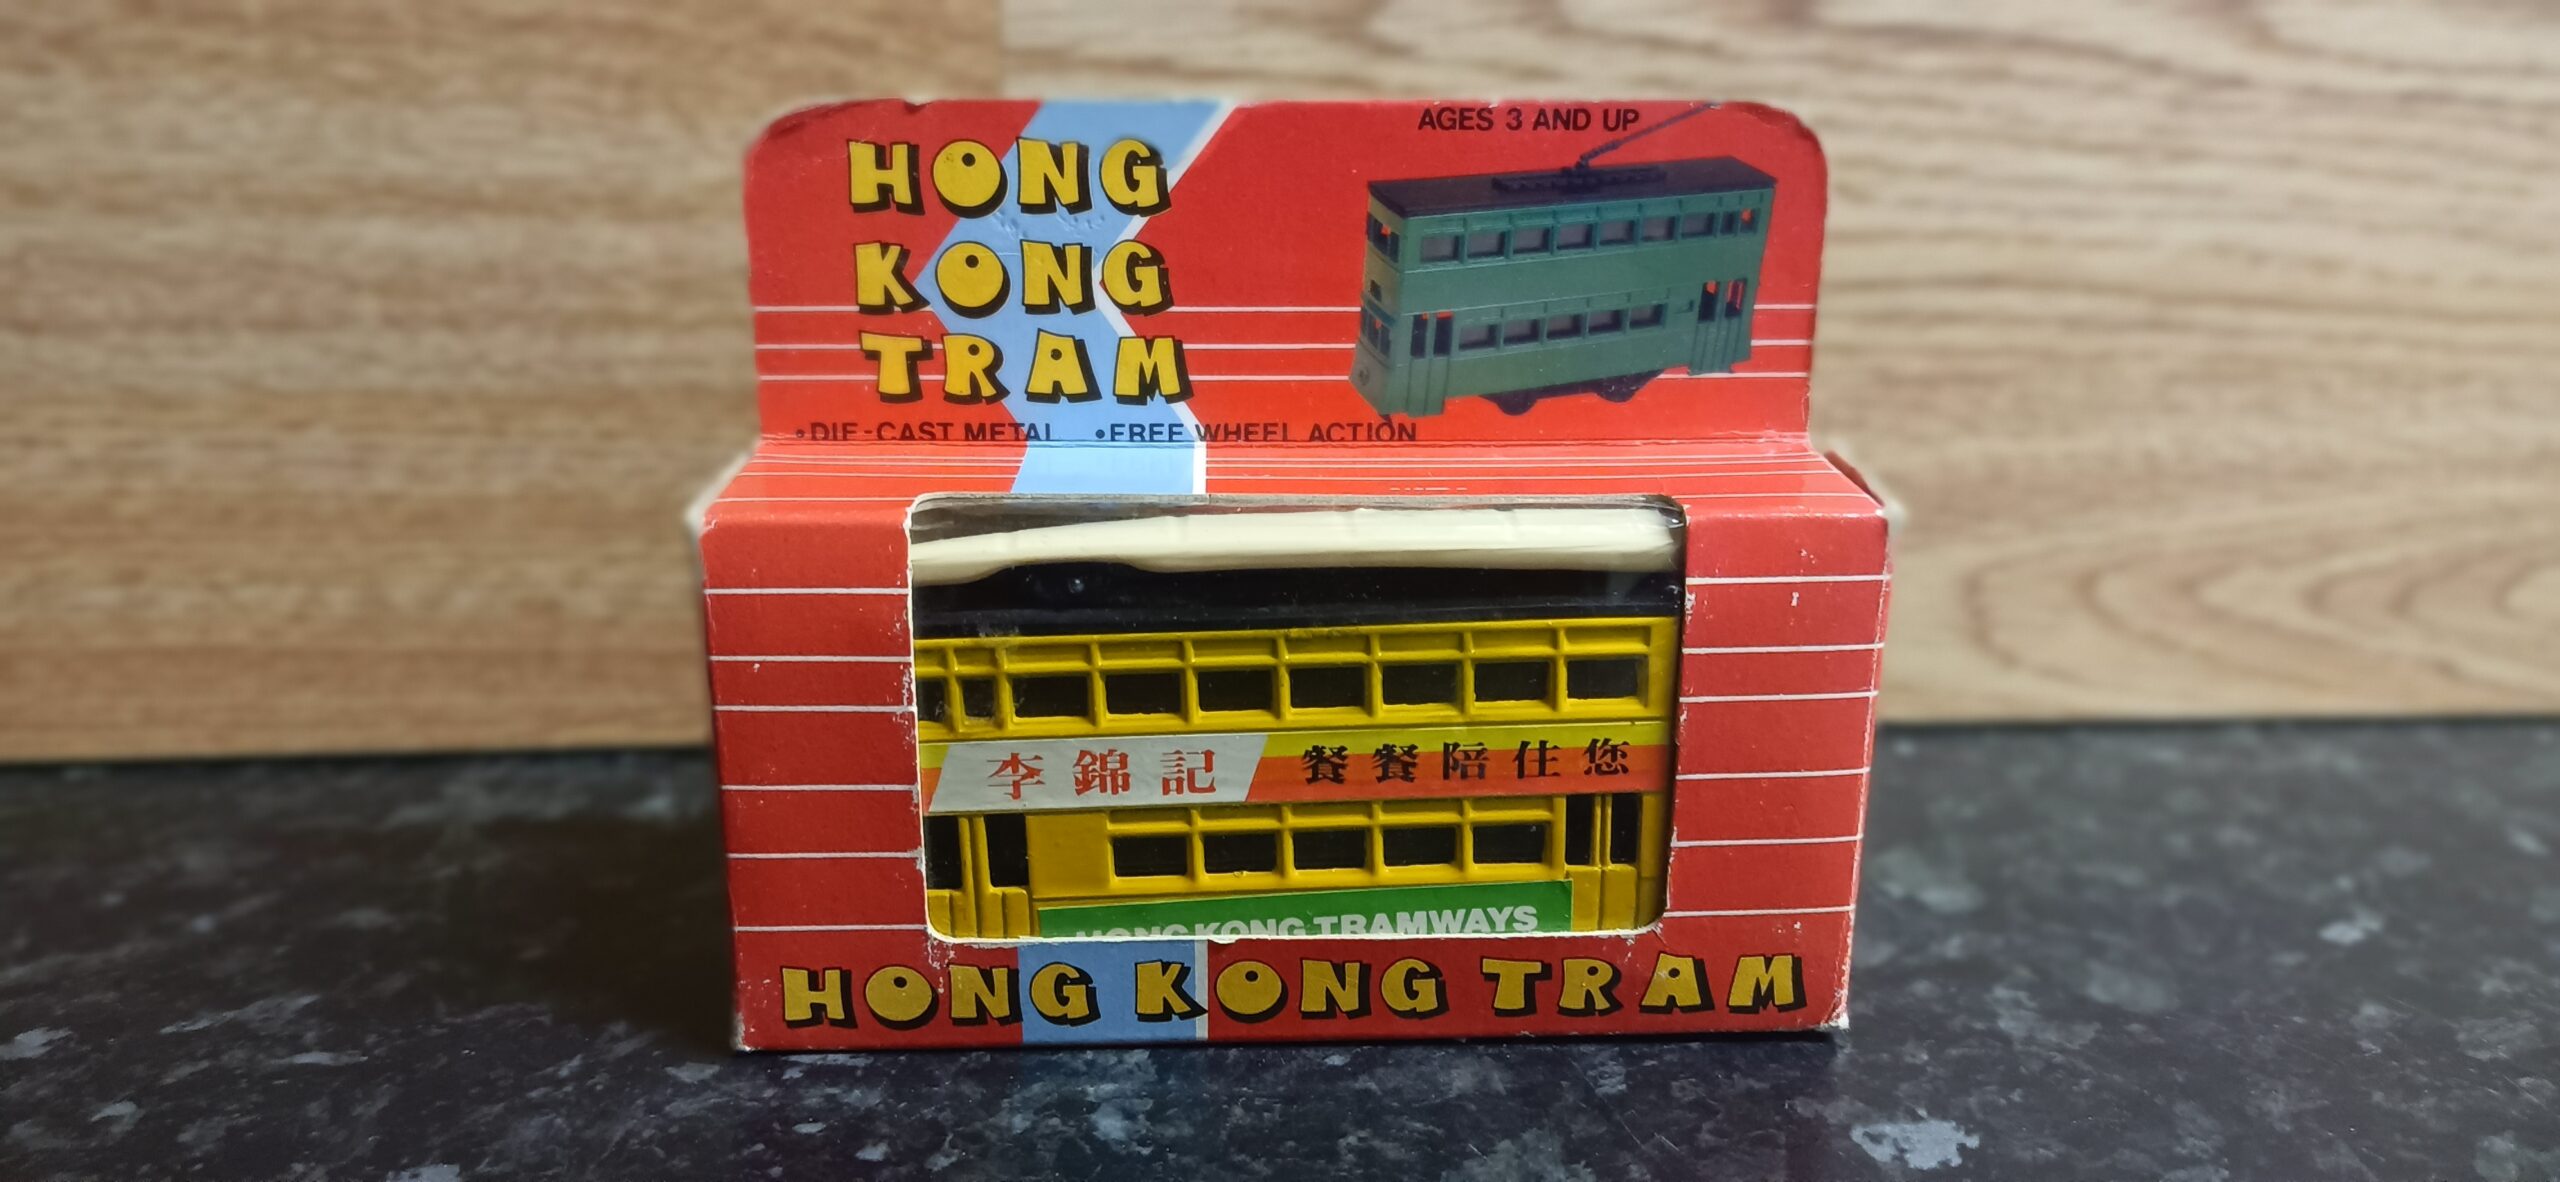 AGES 3 AND UP
HONG
KONG
TRAM
•DIE-CAST METAL •FREE WHEEL ACTION
李錦記 餐餐陪住您
HONG KONG TRAMWAYS
HONG KONG TRAM